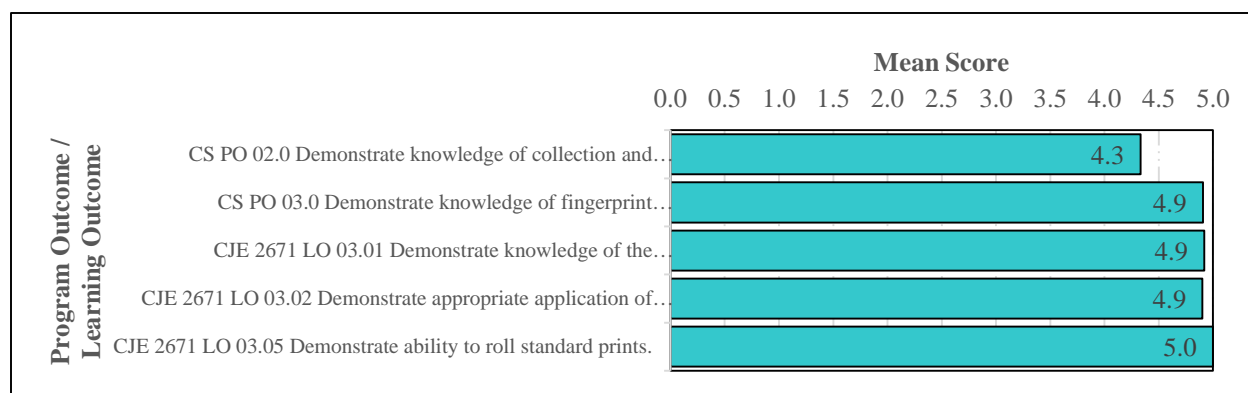 Mean Score
0.0 0.5 1.0 1.5 2.0 2.5 3.0 3.5 4.0 4.5 5.0
Program Outcome /
Learning Outcome
CS PO 02.0 Demonstrate knowledge of collection and… 4.3
CS PO 03.0 Demonstrate knowledge of fingerprint… 4.9
CJE 2671 LO 03.01 Demonstrate knowledge of the… 4.9
CJE 2671 LO 03.02 Demonstrate appropriate application of… 4.9
CJE 2671 LO 03.05 Demonstrate ability to roll standard prints. 5.0